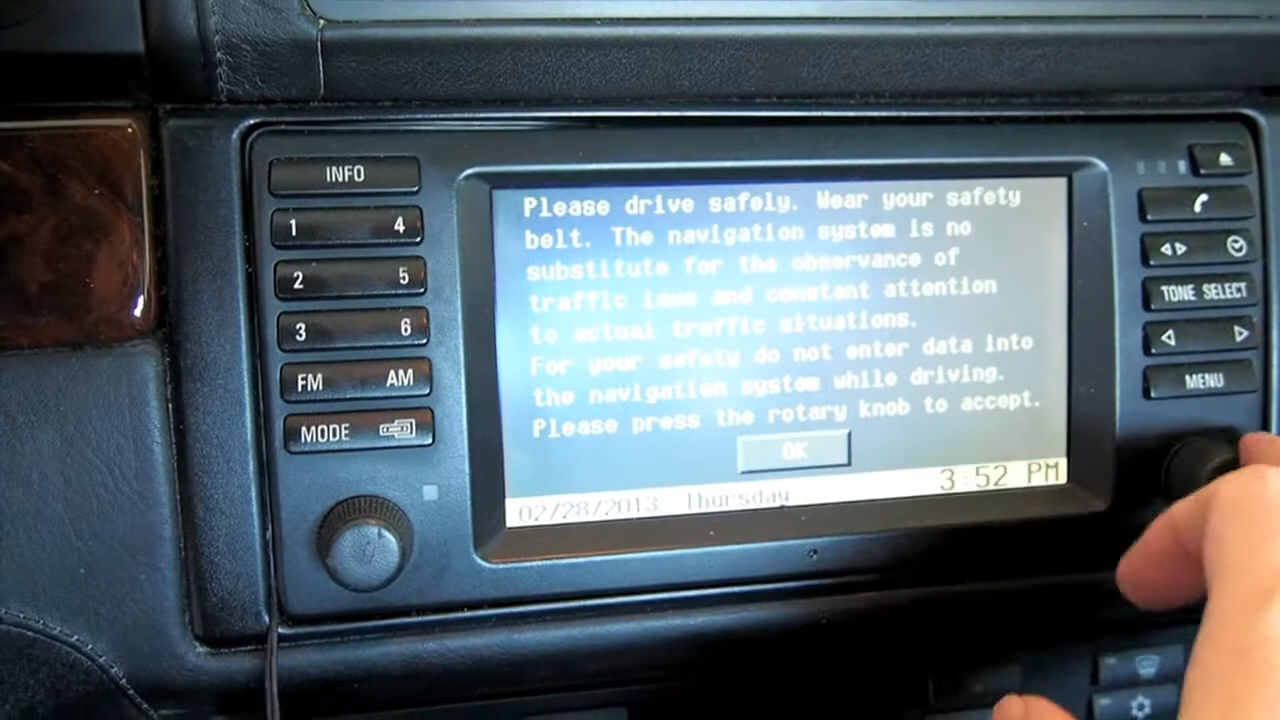 INFO
1 4
2 5
3 6
FM AM
MODE
Please drive safely. Wear your safety
belt. The navigation system is no
substitute for the observance of
traffic laws and constant attention
to actual traffic situations.
For your safety do not enter data into
the navigation system while driving.
Please press the rotary knob to accept.
OK
02/28/2013 Thursday 3:52 PM
TONE SELECT
MENU